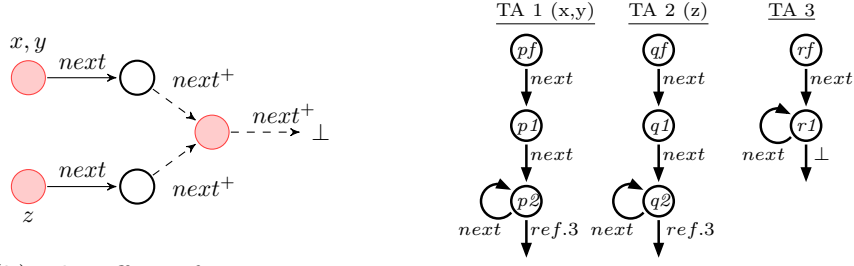 TA 1 (x,y) TA 2 (z) TA 3
x, y
next
next⁺
next⁺
⊥
next
next⁺
z
pf
next
p1
next
p2
next
ref.3
qf
next
q1
next
q2
next
ref.3
rf
next
r1
next
⊥